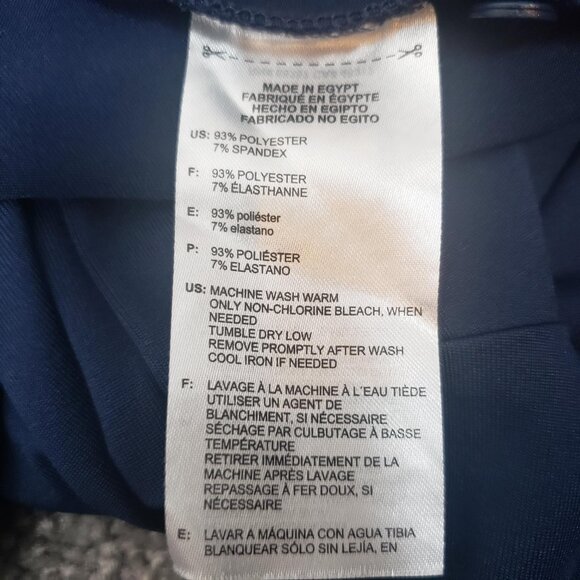 MADE IN EGYPT
FABRIQUÉ EN ÉGYPTE
HECHO EN EGIPTO
FABRICADO NO EGITO
US: 93% POLYESTER
7% SPANDEX
F: 93% POLYESTER
7% ÉLASTHANNE
E: 93% poliéster
7% elastano
P: 93% POLIÉSTER
7% ELASTANO
US: MACHINE WASH WARM
ONLY NON-CHLORINE BLEACH, WHEN
NEEDED
TUMBLE DRY LOW
REMOVE PROMPTLY AFTER WASH
COOL IRON IF NEEDED
F: LAVAGE À LA MACHINE À L'EAU TIÈDE
UTILISER UN AGENT DE
BLANCHIMENT, SI NÉCESSAIRE
SÉCHAGE PAR CULBUTAGE À BASSE
TEMPÉRATURE
RETIRER IMMÉDIATEMENT DE LA
MACHINE APRÈS LAVAGE
REPASSAGE À FER DOUX, SI
NÉCESSAIRE
E: LAVAR A MÁQUINA CON AGUA TIBIA
BLANQUEAR SÓLO SIN LEJÍA, EN